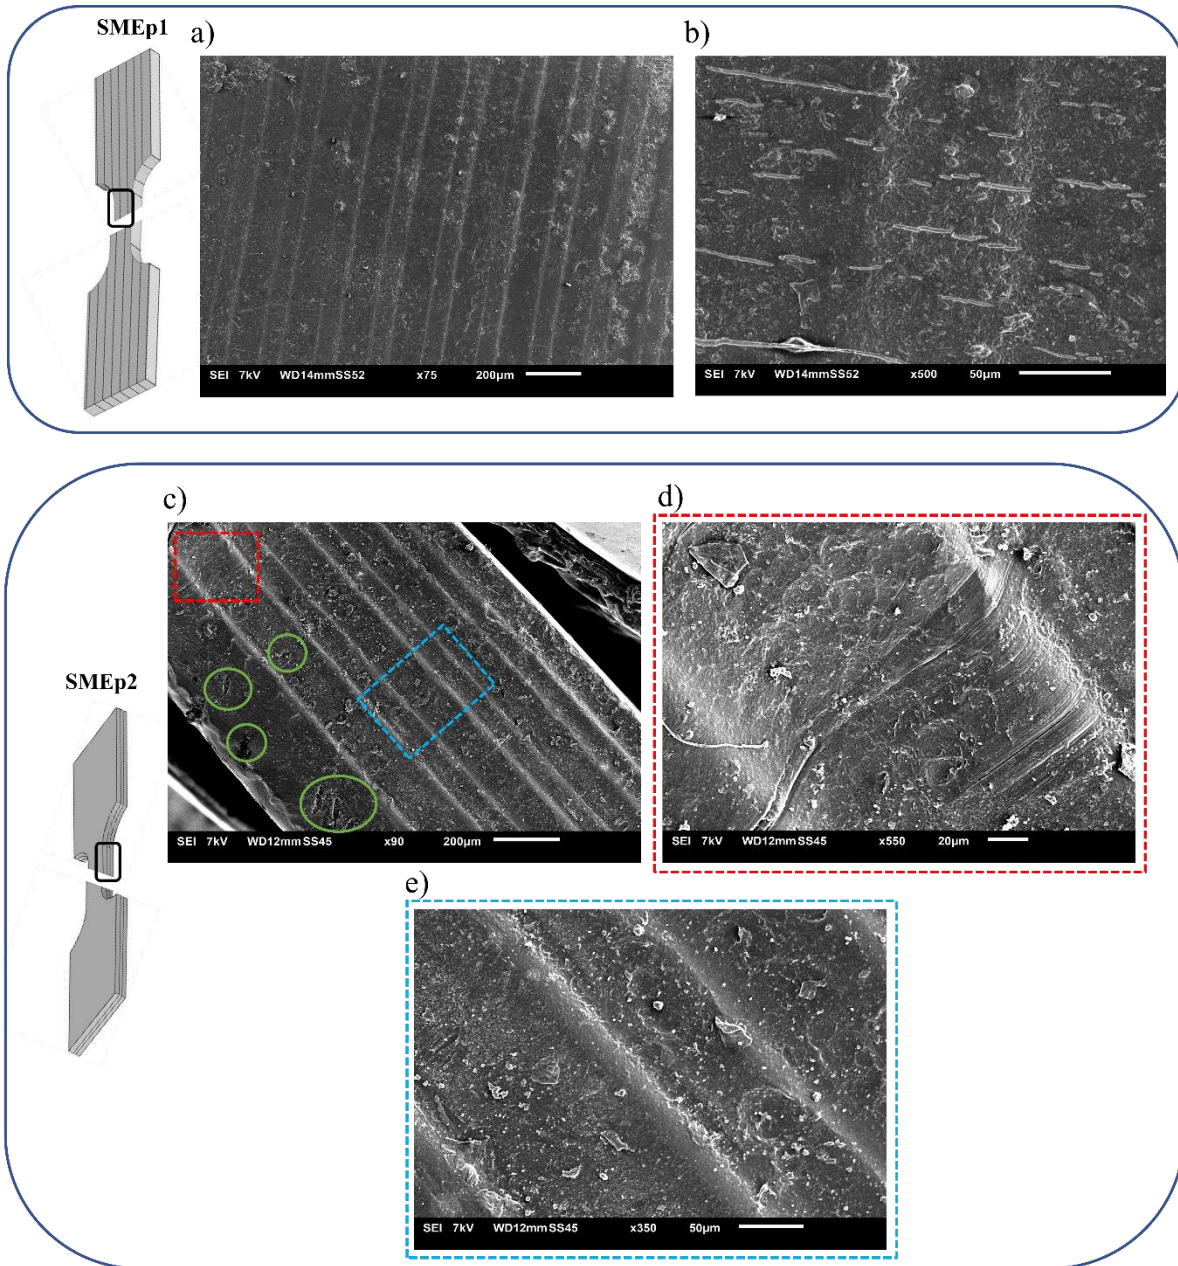 SMEp1
a)
b)
SEI 7kV WD14mmSS52 x75 200µm
SEI 7kV WD14mmSS52 x500 50µm
c)
d)
SMEp2
SEI 7kV WD12mmSS45 x90 200µm
SEI 7kV WD12mmSS45 x550 20µm
e)
SEI 7kV WD12mmSS45 x350 50µm